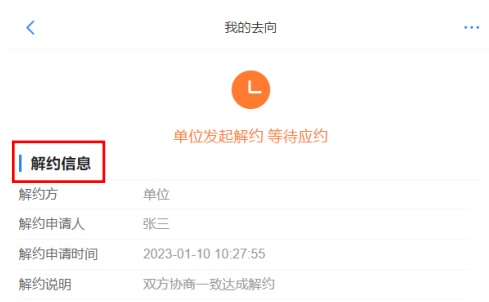 我的去向
单位发起解约 等待应约
解约信息
解约方 单位
解约申请人 张三
解约申请时间 2023-01-10 10:27:55
解约说明 双方协商一致达成解约